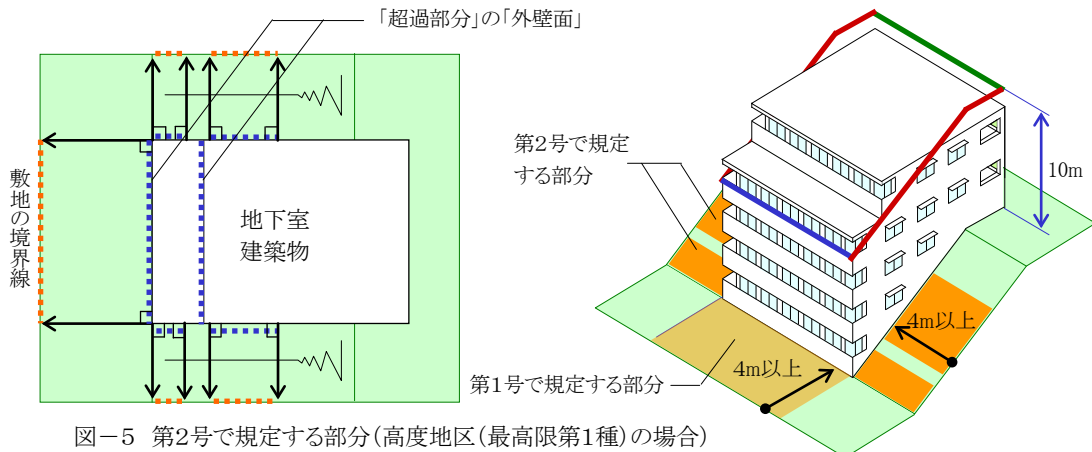 「超過部分」の「外壁面」
敷地の境界線
地下室
建築物
第2号で規定
する部分
10m
4m以上
4m以上
第1号で規定する部分
図－5 第2号で規定する部分(高度地区(最高限第1種)の場合)